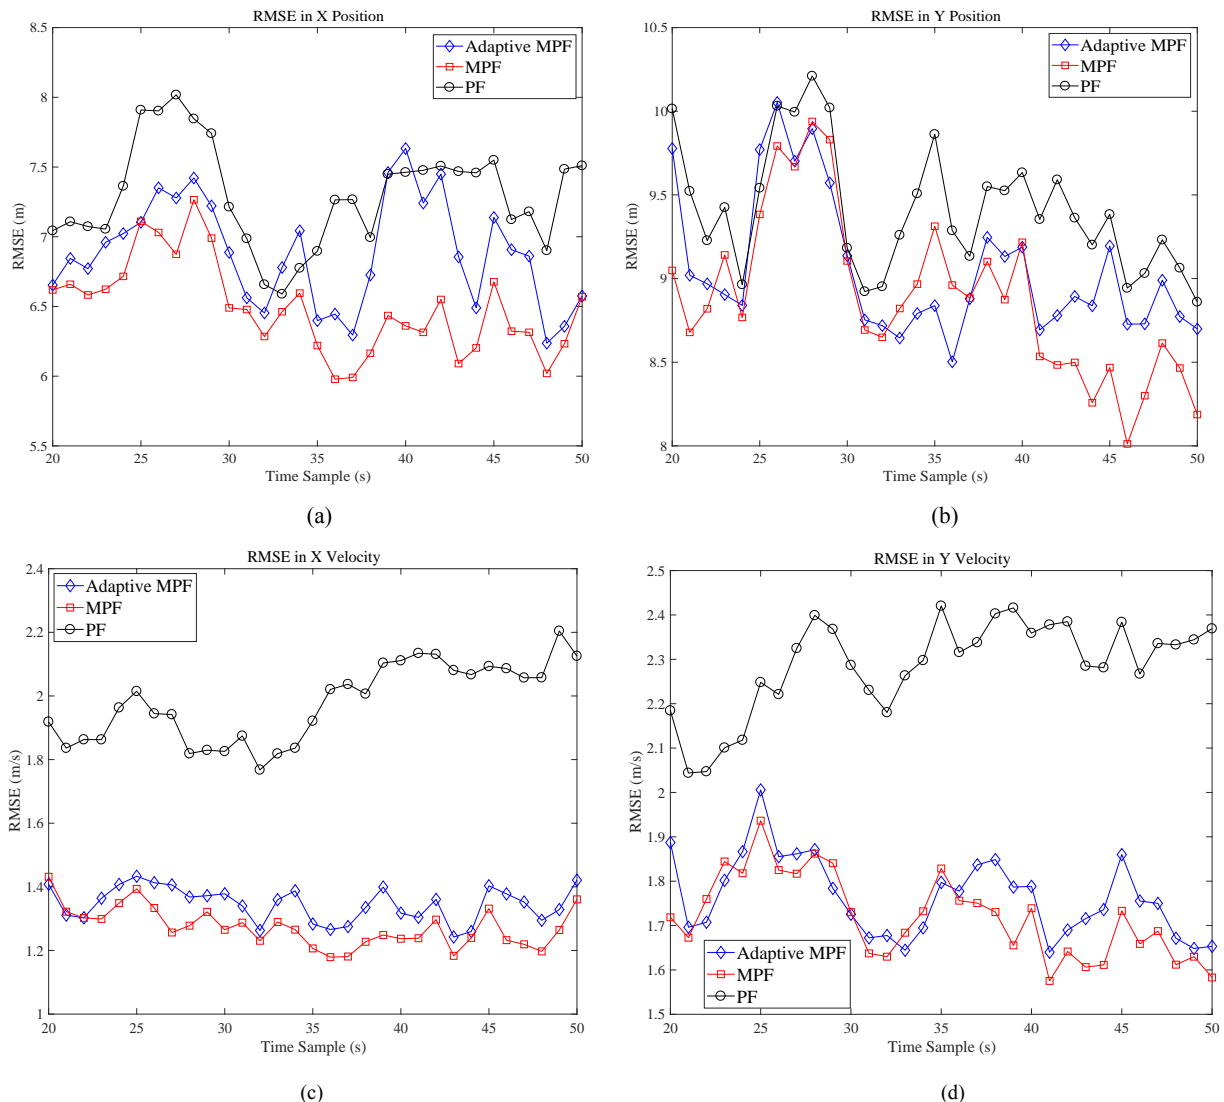 RMSE in X Position
8.5
8
7.5
7
6.5
6
5.5
RMSE (m)
20 25 30 35 40 45 50
Time Sample (s)
Adaptive MPF
MPF
PF
(a)
RMSE in Y Position
10.5
10
9.5
9
8.5
8
RMSE (m)
20 25 30 35 40 45 50
Time Sample (s)
Adaptive MPF
MPF
PF
(b)
RMSE in X Velocity
2.4
2.2
2
1.8
1.6
1.4
1.2
1
RMSE (m/s)
20 25 30 35 40 45 50
Time Sample (s)
Adaptive MPF
MPF
PF
(c)
RMSE in Y Velocity
2.5
2.4
2.3
2.2
2.1
2
1.9
1.8
1.7
1.6
1.5
RMSE (m/s)
20 25 30 35 40 45 50
Time Sample (s)
Adaptive MPF
MPF
PF
(d)